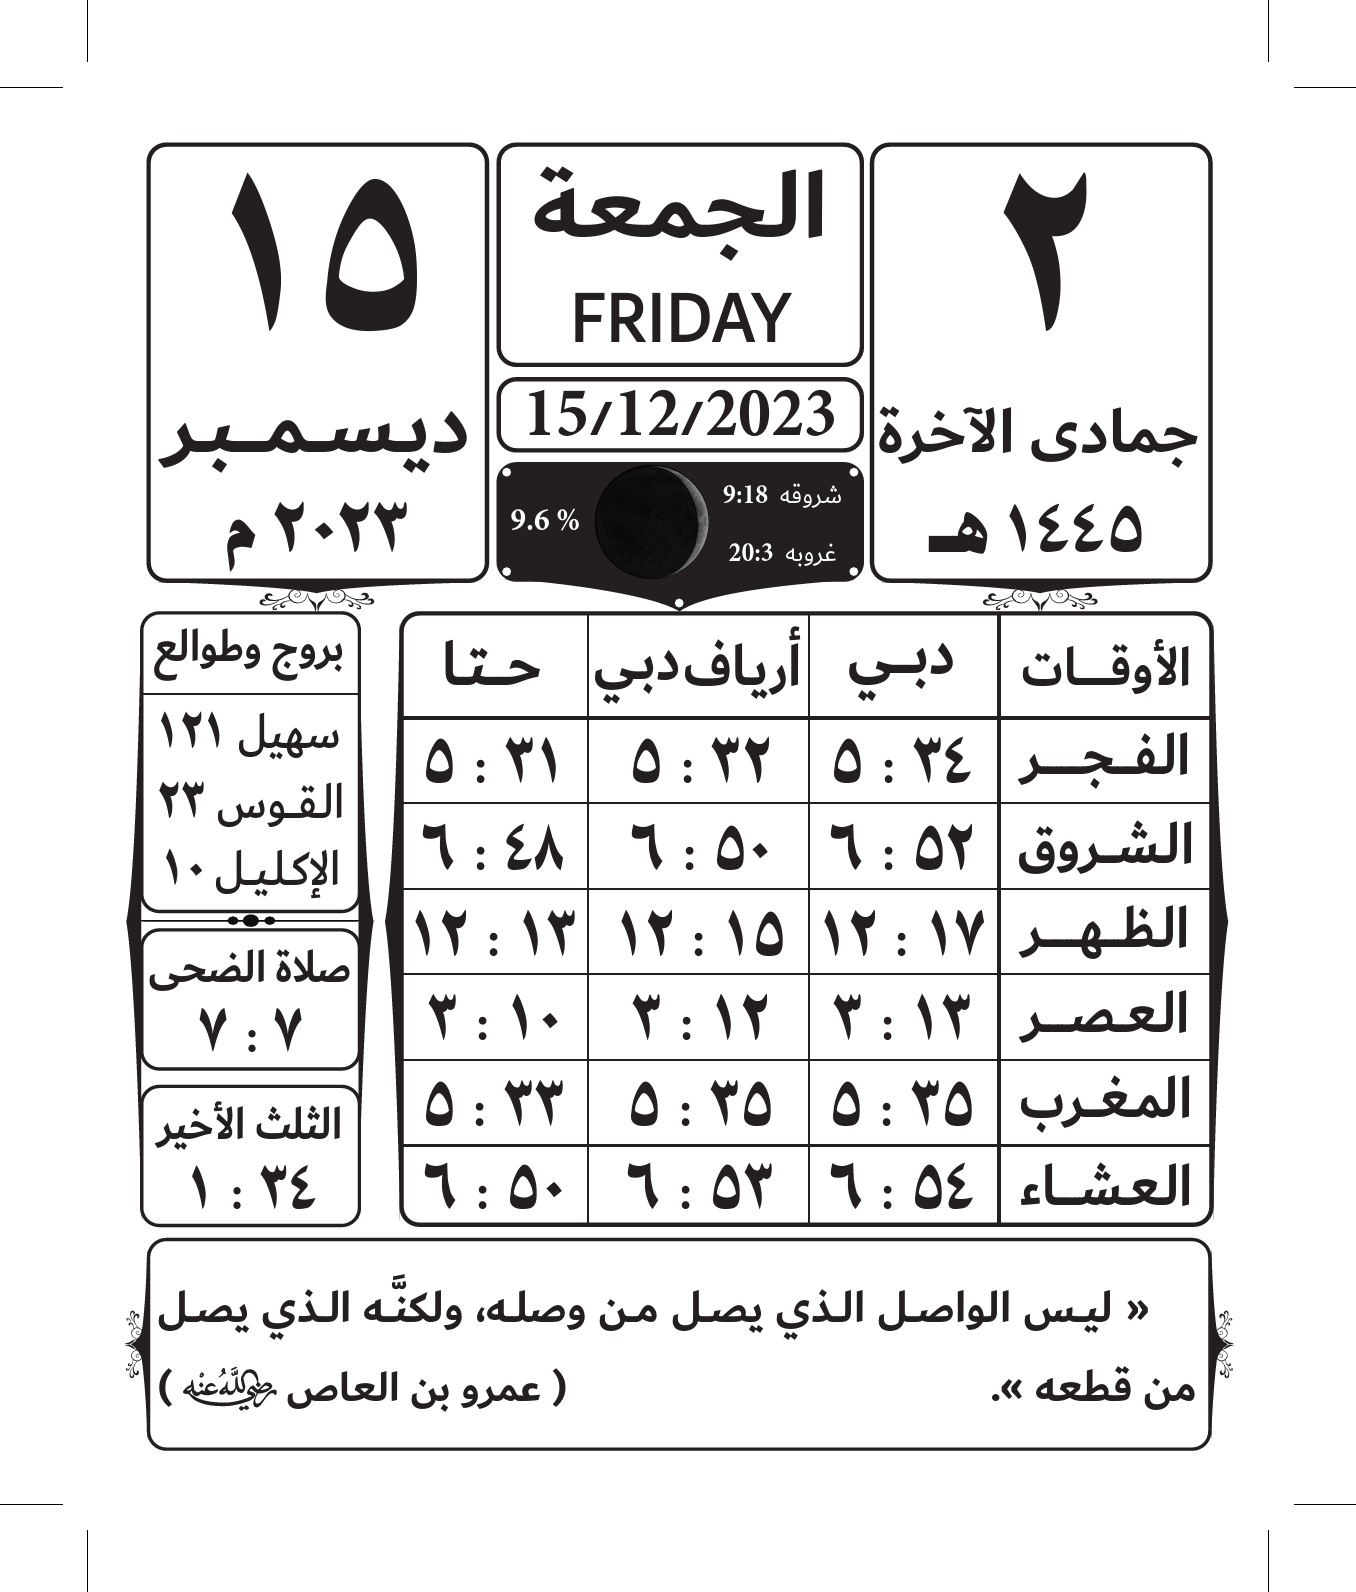 ٢
جمادى الآخرة
١٤٤٥ هـ
الجمعة
FRIDAY
15/12/2023
شروقه 9:18
غروبه 20:3
9.6 %
١٥
ديسمبر
٢٠٢٣ م
الأوقات دبي أرياف دبي حتا
الفجر ٣٤ : ٥ ٣٢ : ٥ ٣١ : ٥
الشروق ٥٢ : ٦ ٥٠ : ٦ ٤٨ : ٦
الظهر ١٧ : ١٢ ١٥ : ١٢ ١٣ : ١٢
العصر ١٣ : ٣ ١٢ : ٣ ١٠ : ٣
المغرب ٣٥ : ٥ ٣٥ : ٥ ٣٣ : ٥
العشاء ٥٤ : ٦ ٥٣ : ٦ ٥٠ : ٦
بروج وطوالع
سهيل ١٢١
القوس ٢٣
الإكليل ١٠
صلاة الضحى
٧ : ٧
الثلث الأخير
٣٤ : ١
« ليس الواصل الذي يصل من وصله، ولكنَّه الذي يصل
من قطعه ». ( عمرو بن العاص رضي الله عنه )